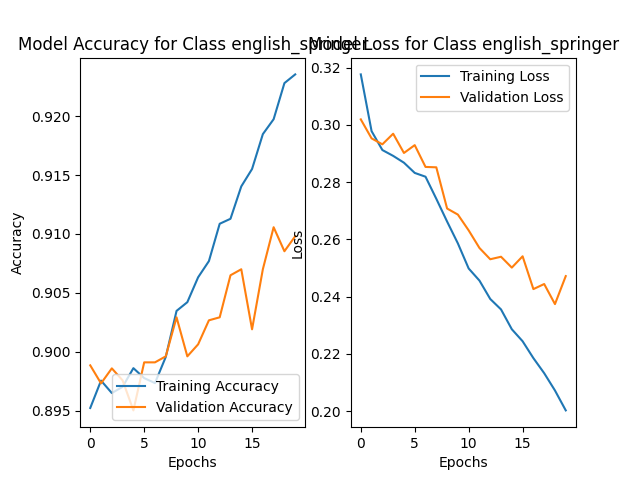 Model Accuracy for Class english_springer
Model Loss for Class english_springer
0.920
0.915
0.910
0.905
0.900
0.895
Accuracy
0
5
10
15
Epochs
Training Accuracy
Validation Accuracy
0.32
0.30
0.28
0.26
0.24
0.22
0.20
Loss
0
5
10
15
Epochs
Training Loss
Validation Loss